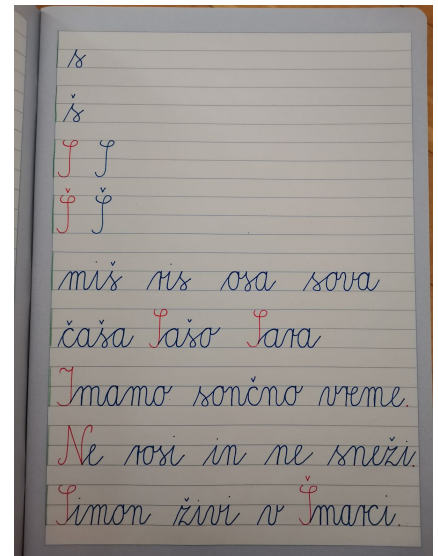 s
š
S S
Š Š
miš ris osa sova
čaša Sašo Sara
Imamo sončno vreme.
Ne rosi in ne sneži.
Simon živi v Šmarci.